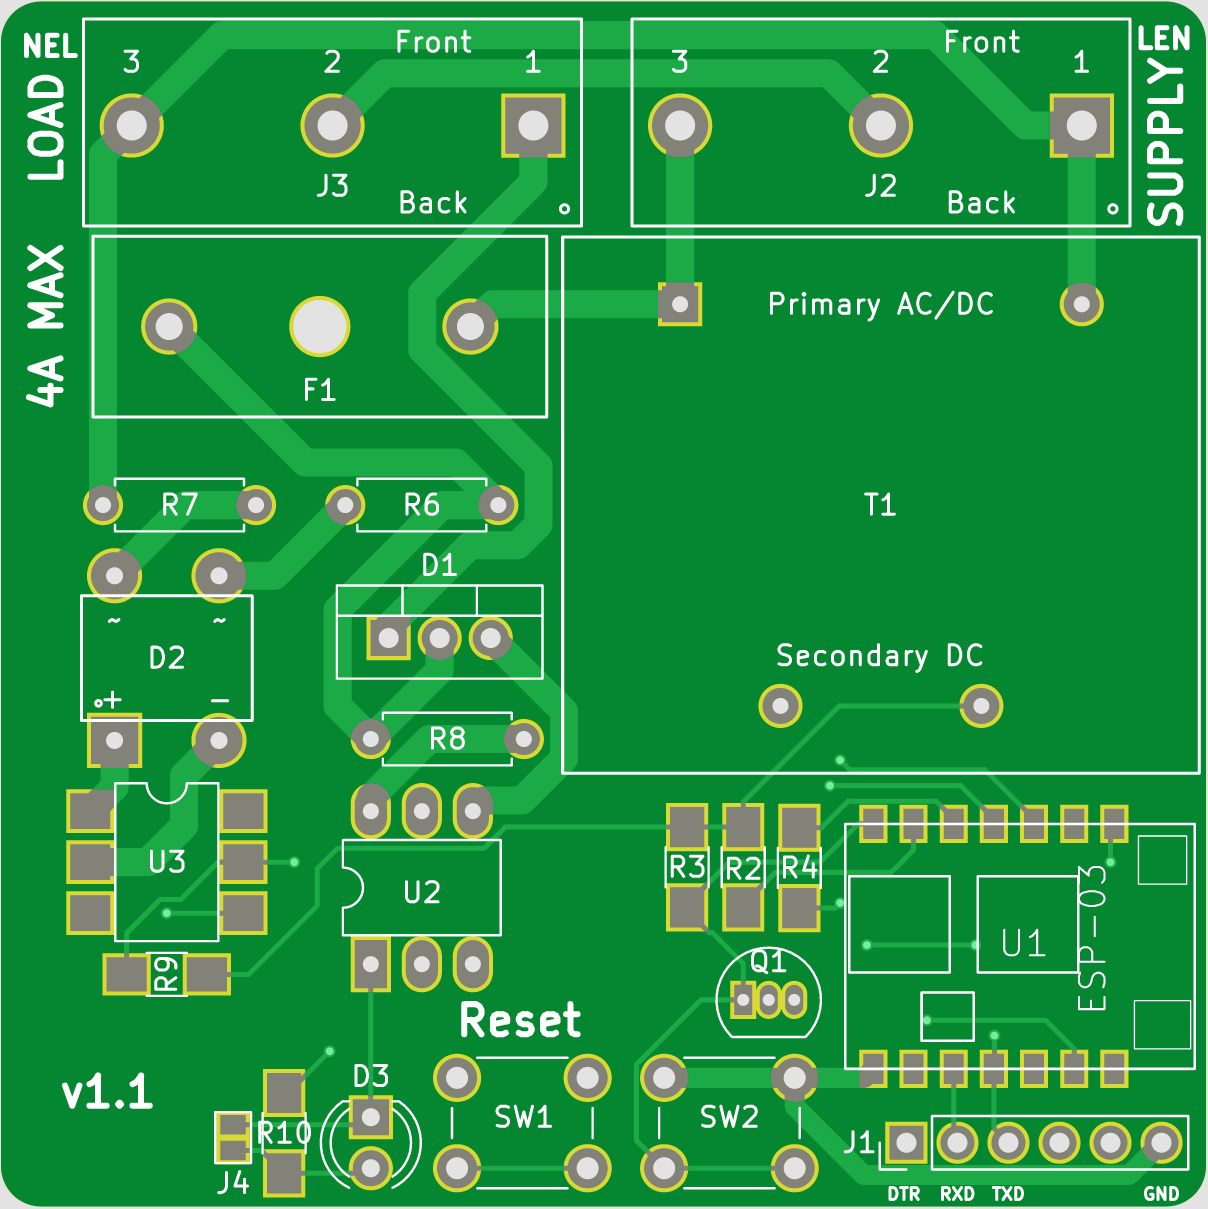 NEL
LOAD
4A MAX
3
2
1
Front
J3
Back
3
2
1
Front
J2
Back
LEN
SUPPLY
F1
Primary AC/DC
T1
Secondary DC
R7
R6
D1
~ ~
D2
+ −
R8
U3
U2
R9
R3
R2
R4
U1
ESP-03
Q1
Reset
v1.1
D3
R10
J4
SW1
SW2
J1
DTR RXD TXD GND